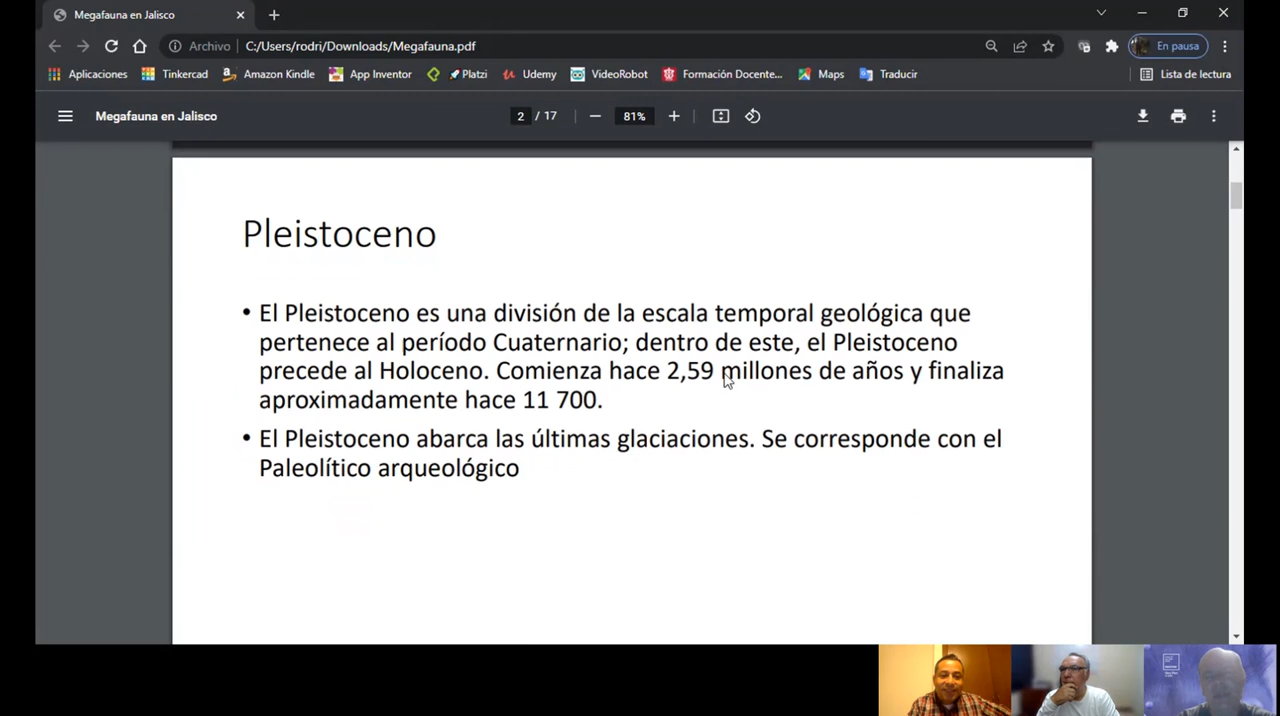 Megafauna en Jalisco
Archivo C:/Users/rodri/Downloads/Megafauna.pdf En pausa
Aplicaciones Tinkercad Amazon Kindle App Inventor Platzi Udemy VideoRobot Formación Docente... Maps Traducir Lista de lectura
Megafauna en Jalisco 2 / 17 81%
Pleistoceno
• El Pleistoceno es una división de la escala temporal geológica que
pertenece al período Cuaternario; dentro de este, el Pleistoceno
precede al Holoceno. Comienza hace 2,59 millones de años y finaliza
aproximadamente hace 11 700.
• El Pleistoceno abarca las últimas glaciaciones. Se corresponde con el
Paleolítico arqueológico